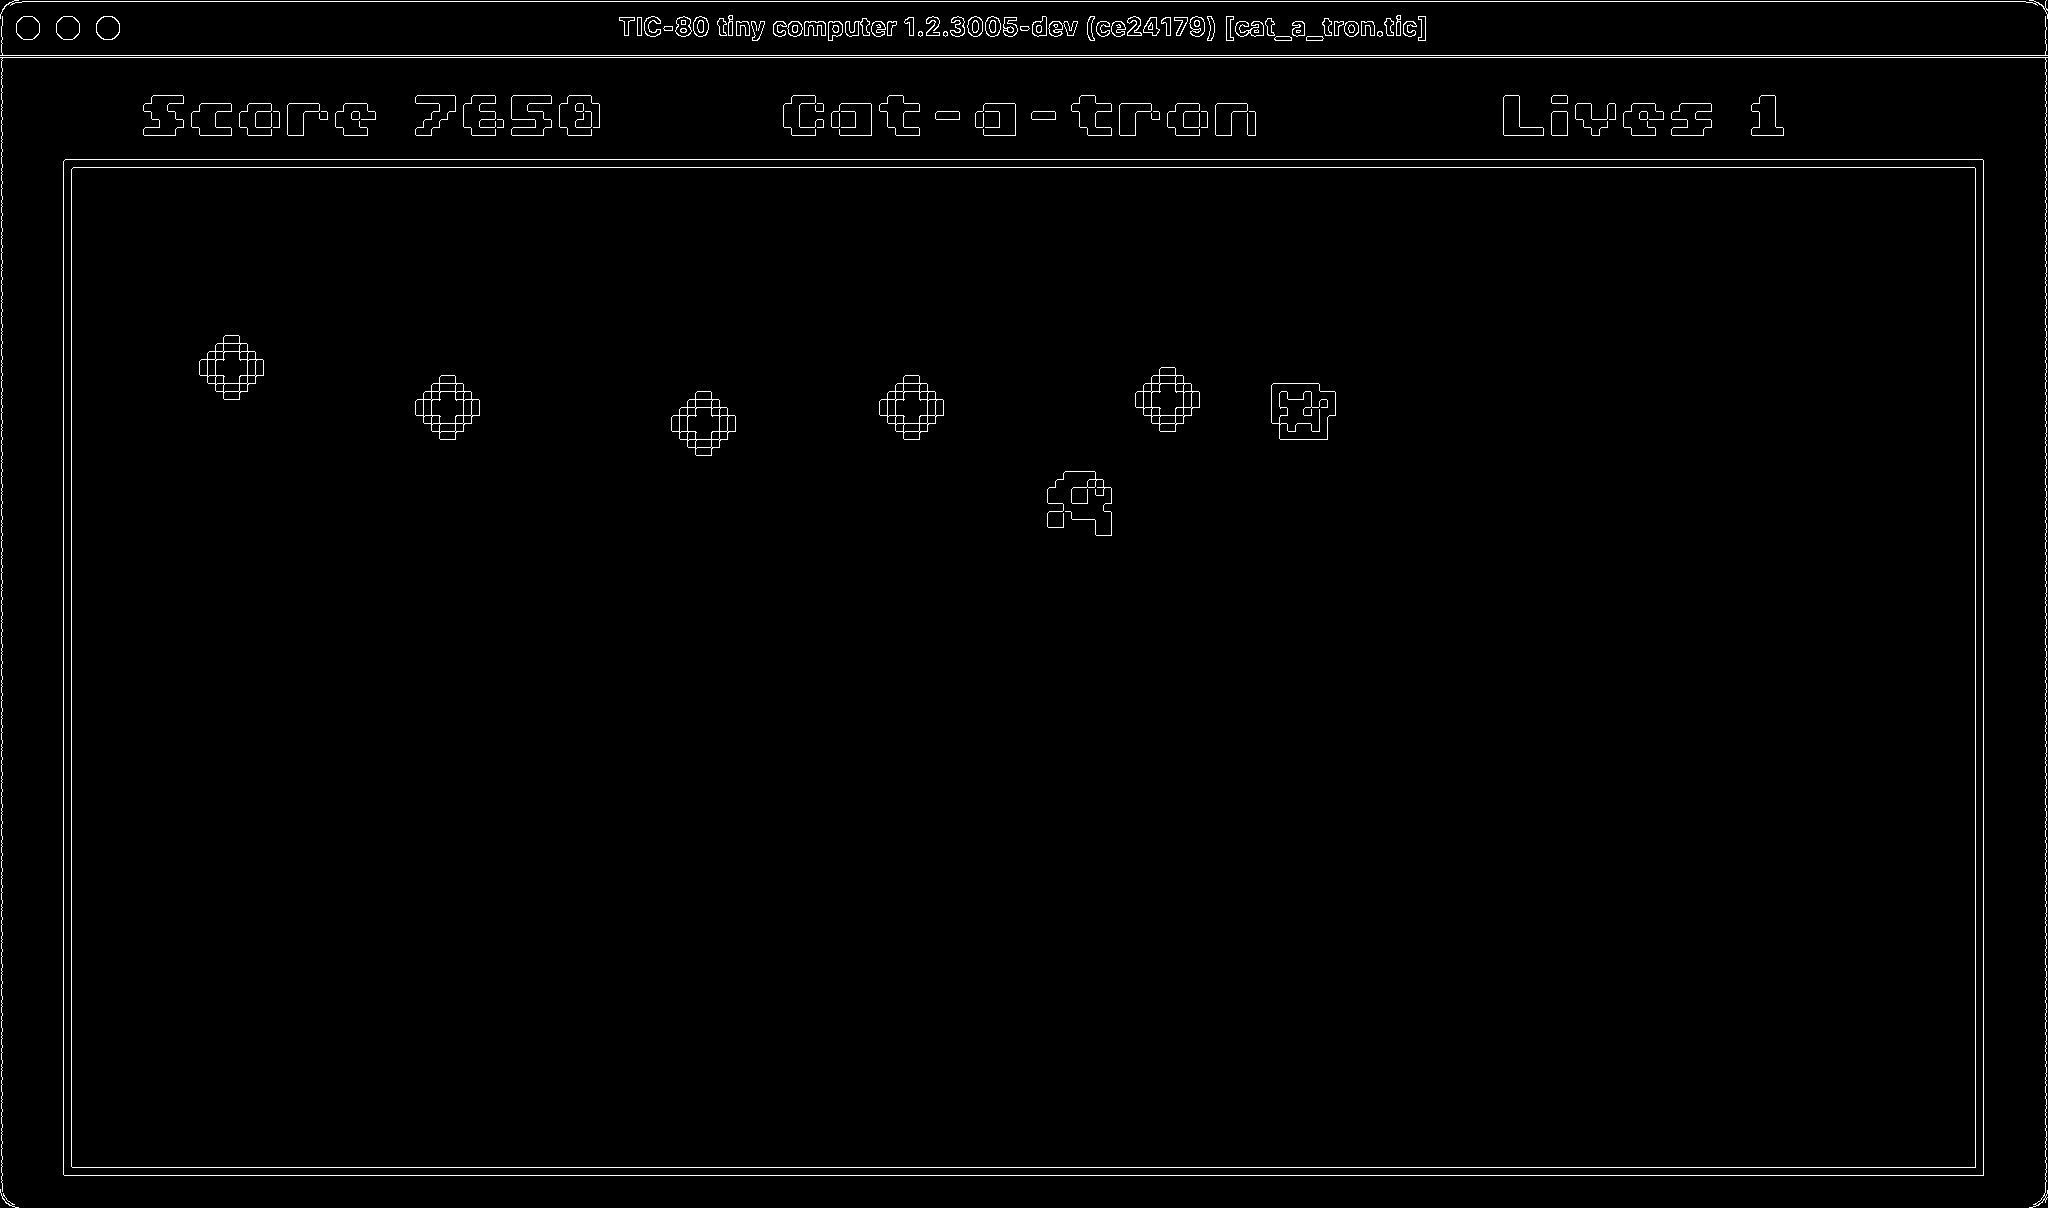 TIC-80 tiny computer 1.2.3005-dev (ce24179) [cat_a_tron.tic]
Score 7650 Cat-a-tron Lives 1